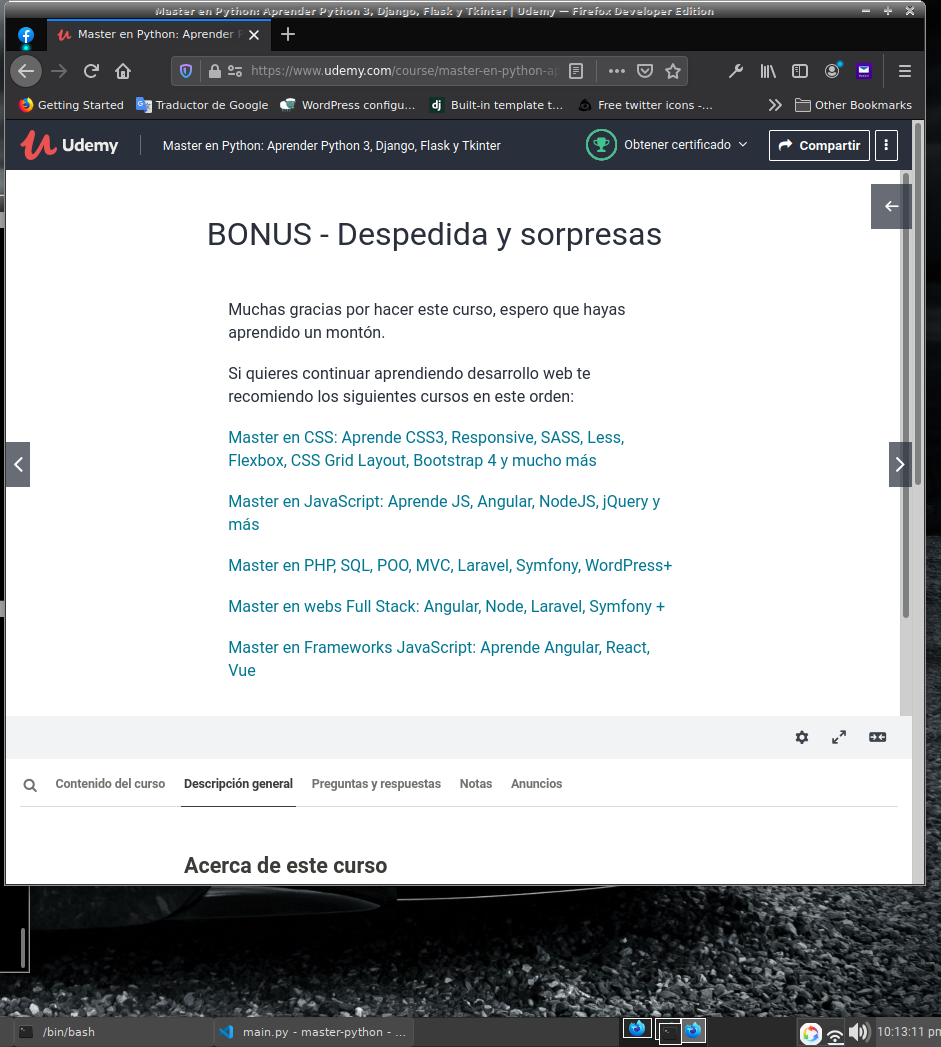 Master en Python: Aprender Python 3, Django, Flask y Tkinter | Udemy — Firefox Developer Edition
Master en Python: Aprender P
https://www.udemy.com/course/master-en-python-ap
Getting Started
Traductor de Google
WordPress configu...
dj
Built-in template t...
Free twitter icons -...
Other Bookmarks
Udemy
Master en Python: Aprender Python 3, Django, Flask y Tkinter
Obtener certificado
Compartir
BONUS - Despedida y sorpresas
Muchas gracias por hacer este curso, espero que hayas
aprendido un montón.
Si quieres continuar aprendiendo desarrollo web te
recomiendo los siguientes cursos en este orden:
Master en CSS: Aprende CSS3, Responsive, SASS, Less,
Flexbox, CSS Grid Layout, Bootstrap 4 y mucho más
Master en JavaScript: Aprende JS, Angular, NodeJS, jQuery y
más
Master en PHP, SQL, POO, MVC, Laravel, Symfony, WordPress+
Master en webs Full Stack: Angular, Node, Laravel, Symfony +
Master en Frameworks JavaScript: Aprende Angular, React,
Vue
Contenido del curso
Descripción general
Preguntas y respuestas
Notas
Anuncios
Acerca de este curso
/bin/bash
main.py - master-python - ...
10:13:11 pm